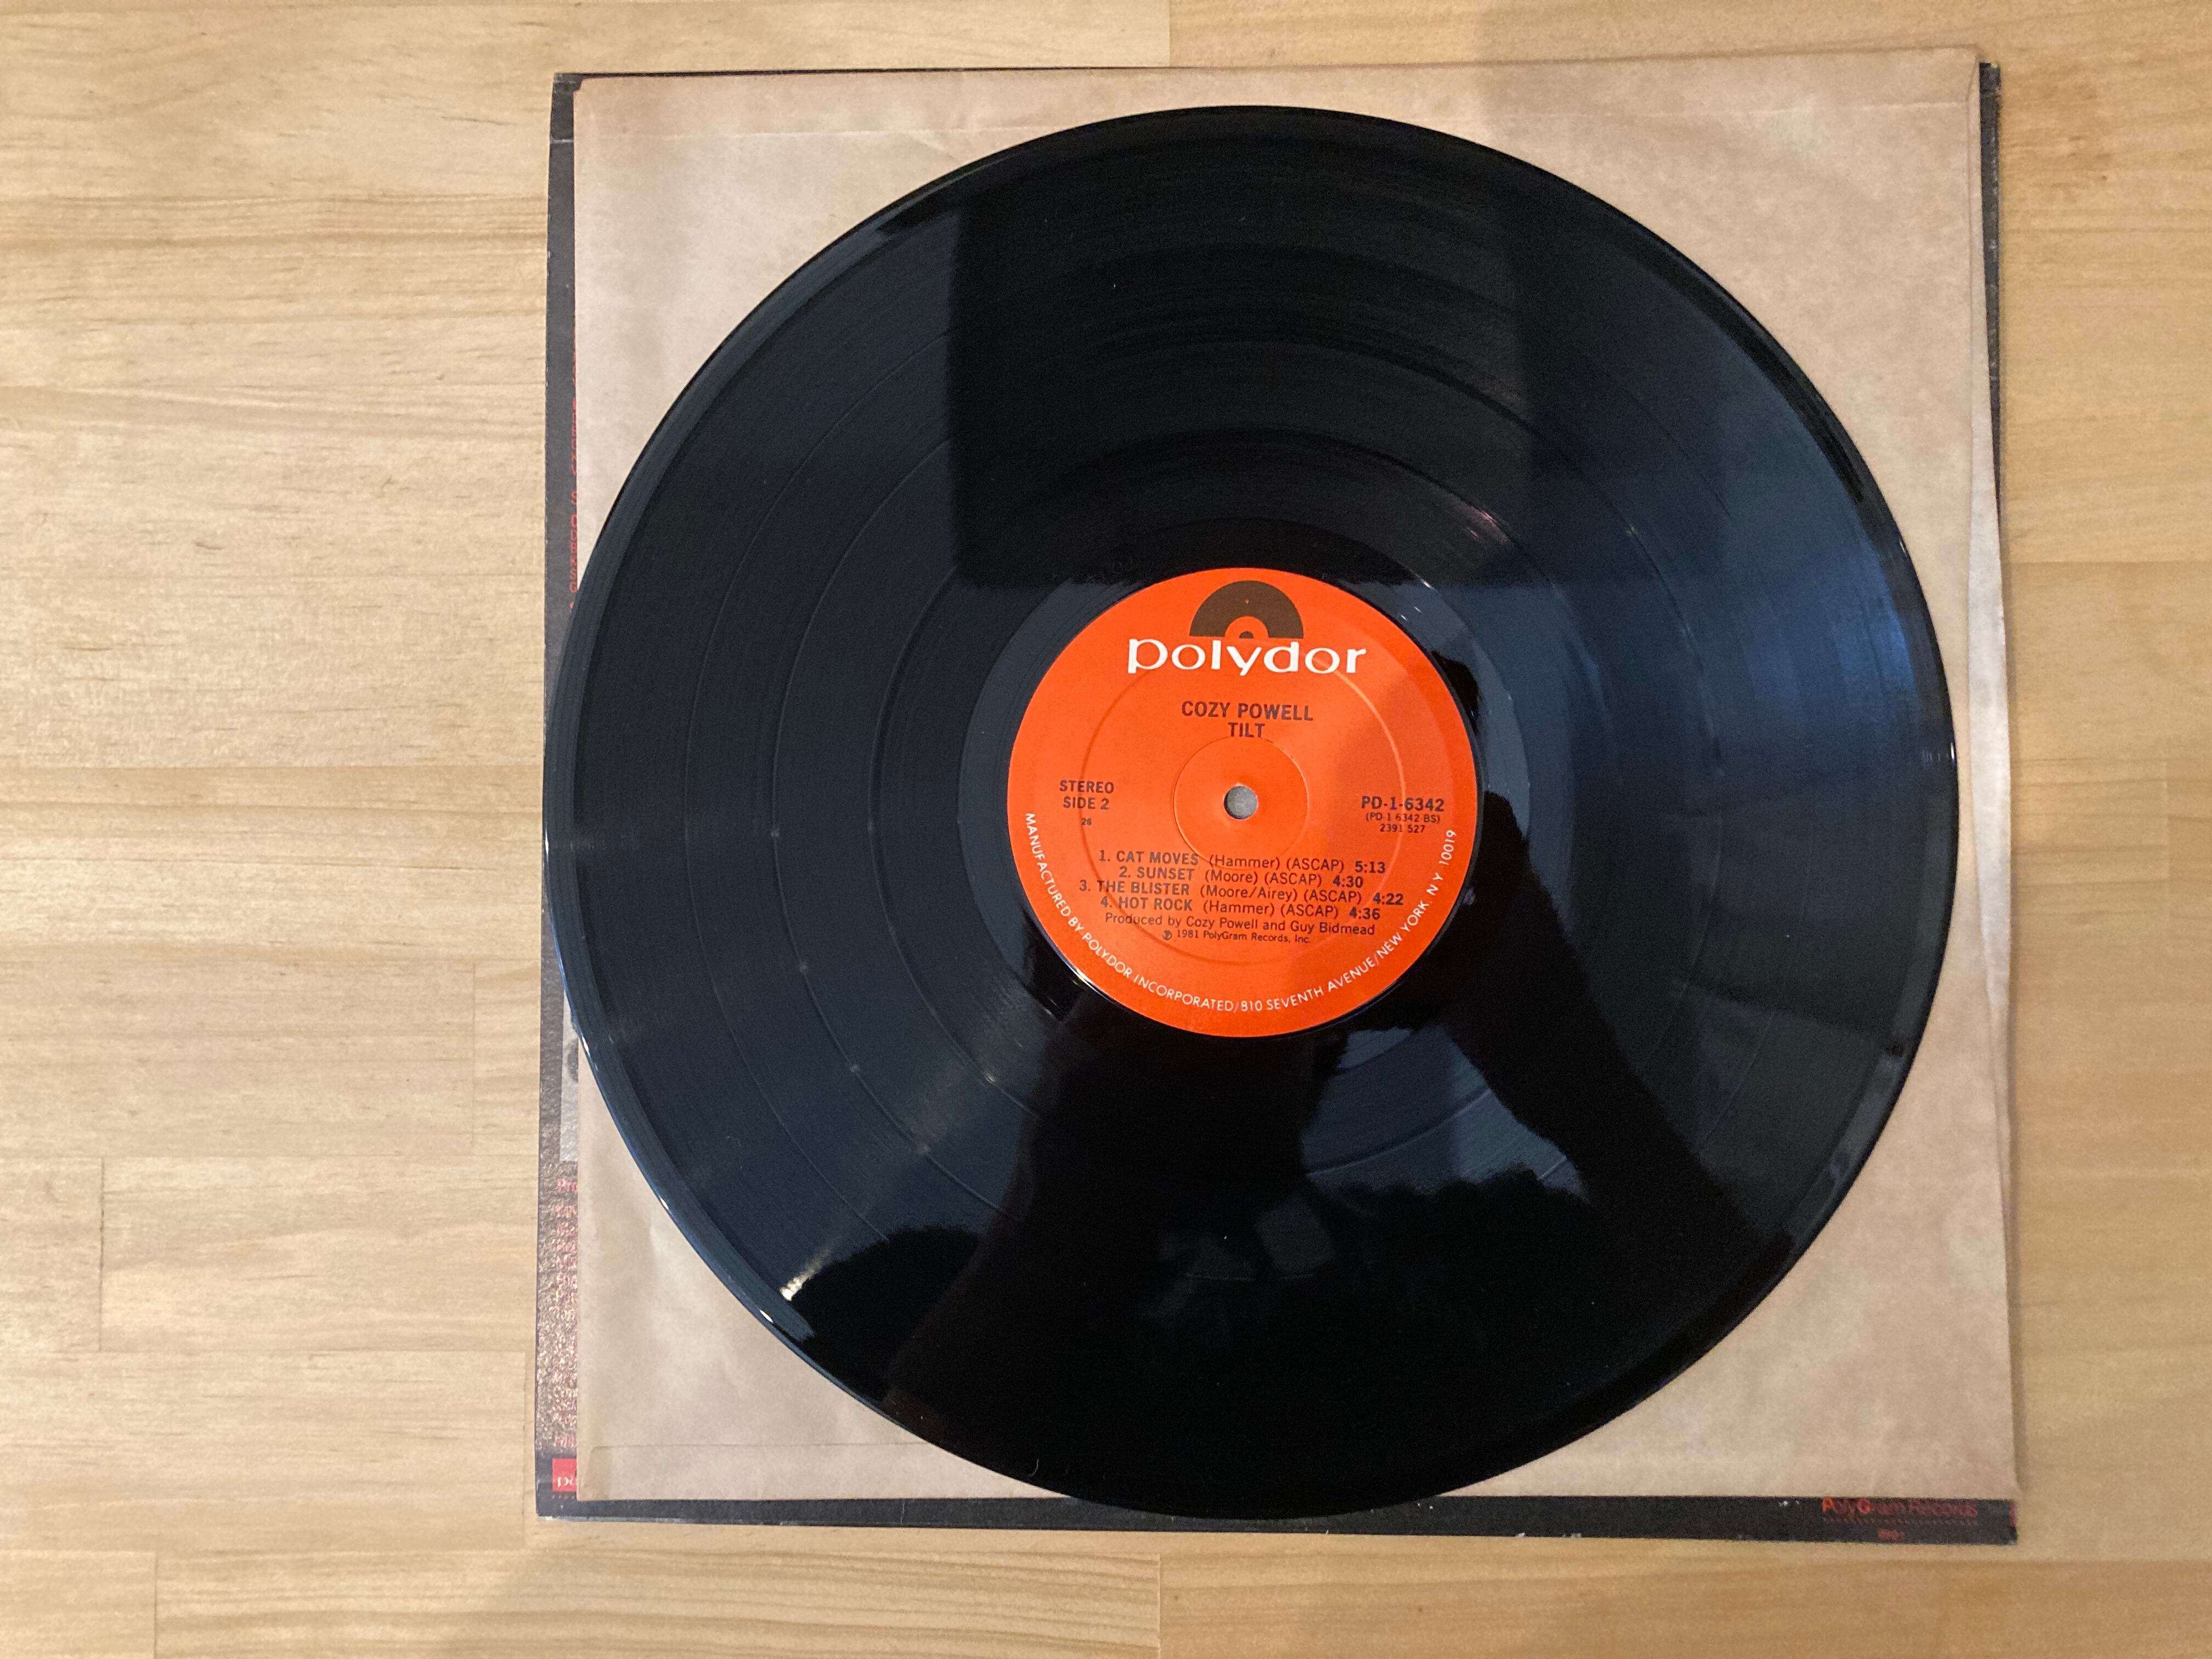 polydor
COZY POWELL
TILT
STEREO
SIDE 2
26
PD-1-6342
(PD 1 6342 BS)
2391 527
1. CAT MOVES (Hammer) (ASCAP) 5:13
2. SUNSET (Moore) (ASCAP) 4:30
3. THE BLISTER (Moore/Airey) (ASCAP) 4:22
4. HOT ROCK (Hammer) (ASCAP) 4:36
Produced by Cozy Powell and Guy Bidmead
℗ 1981 PolyGram Records, Inc.
MANUFACTURED BY POLYDOR INCORPORATED/810 SEVENTH AVENUE/NEW YORK, N Y 10019
PolyGram Records